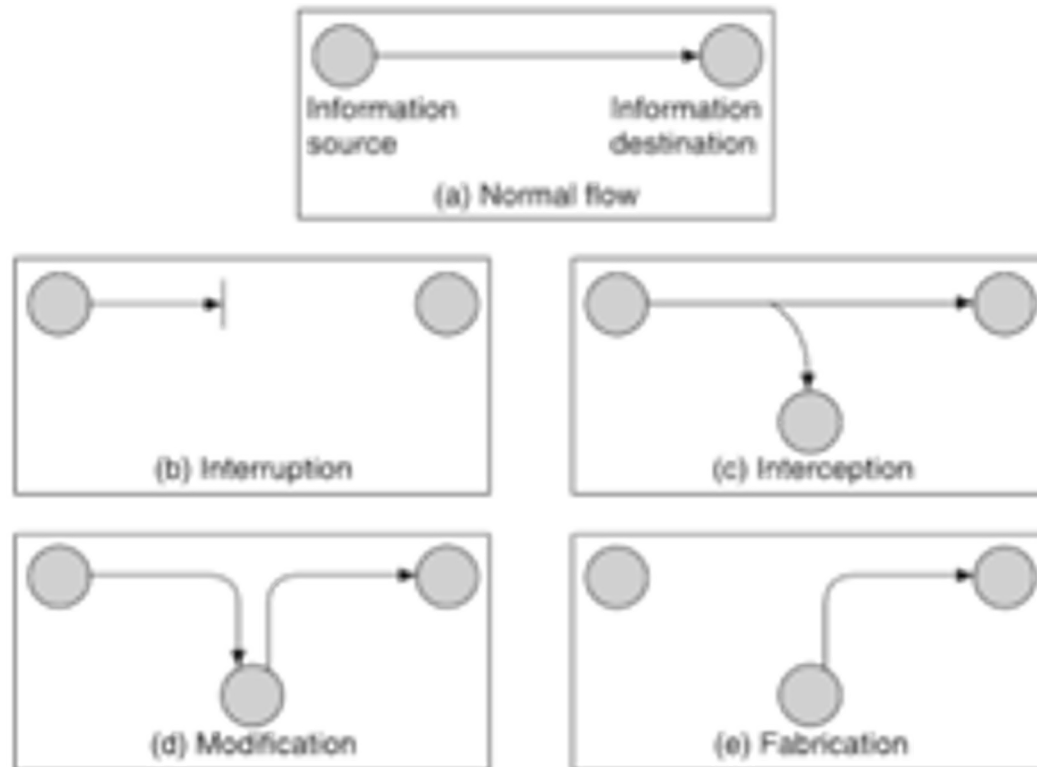 Information
source
Information
destination
(a) Normal flow
(b) Interruption
(c) Interception
(d) Modification
(e) Fabrication